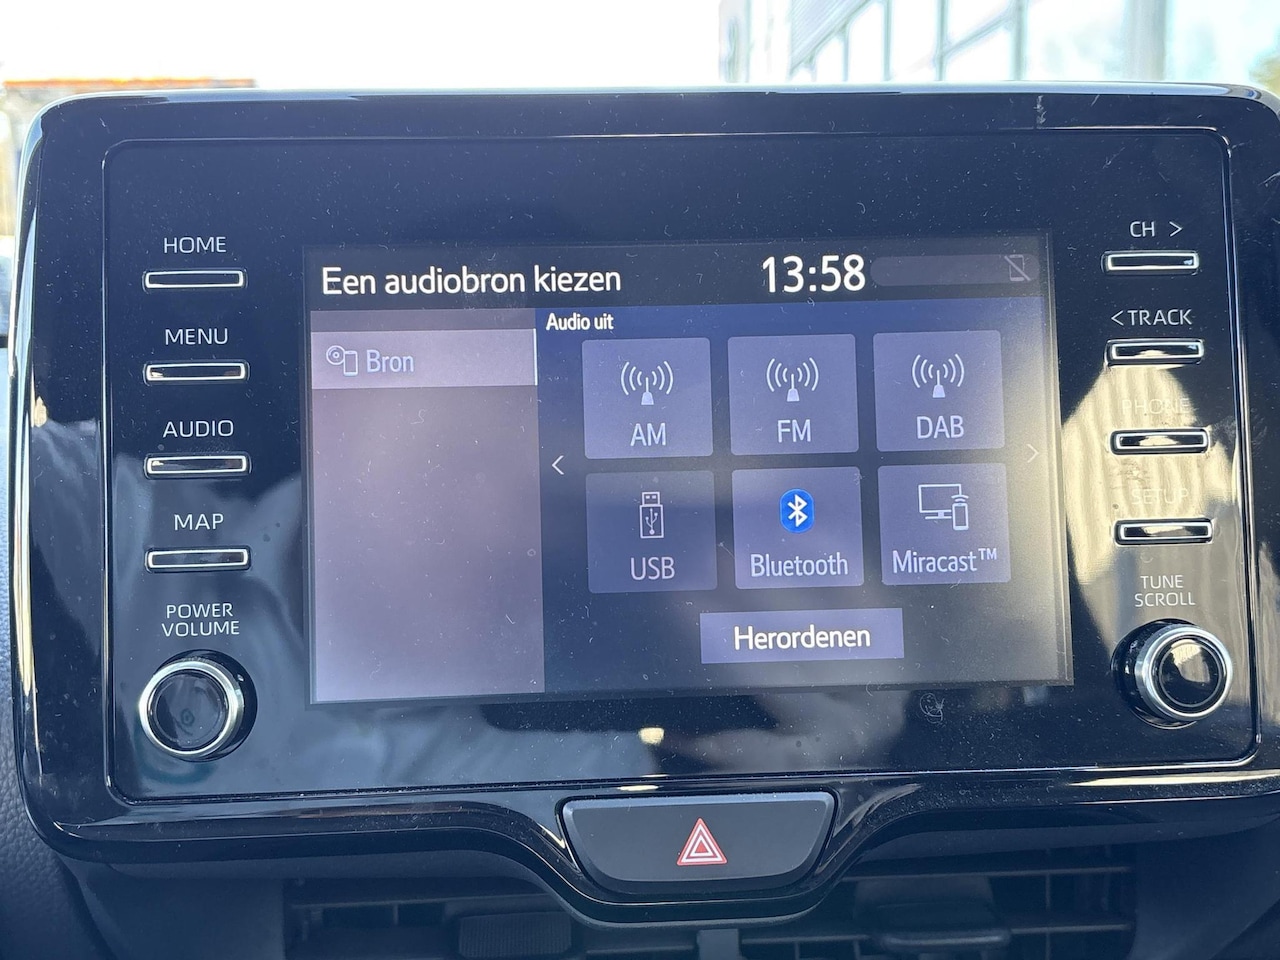 HOME
MENU
AUDIO
MAP
POWER
VOLUME
Een audiobron kiezen
13:58
Bron
Audio uit
AM
FM
DAB
USB
Bluetooth
Miracast™
Herordenen
CH >
< TRACK
PHONE
SETUP
TUNE
SCROLL